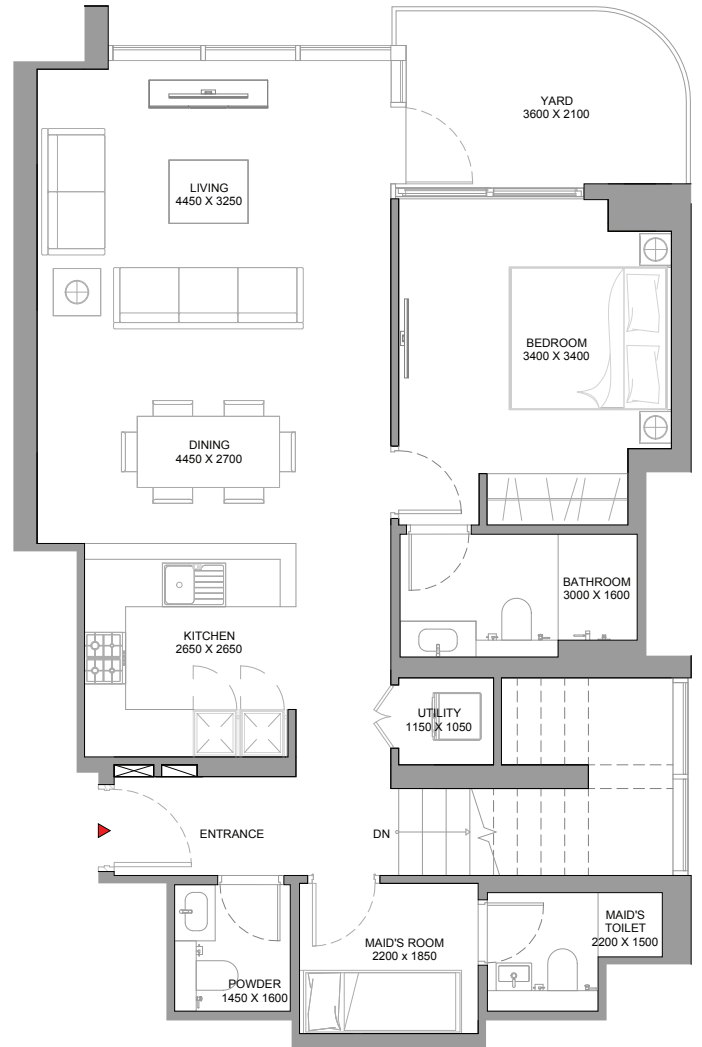 YARD
3600 X 2100
LIVING
4450 X 3250
BEDROOM
3400 X 3400
DINING
4450 X 2700
BATHROOM
3000 X 1600
KITCHEN
2650 X 2650
UTILITY
1150 X 1050
ENTRANCE
DN
MAID'S
TOILET
2200 X 1500
MAID'S ROOM
2200 x 1850
POWDER
1450 X 1600